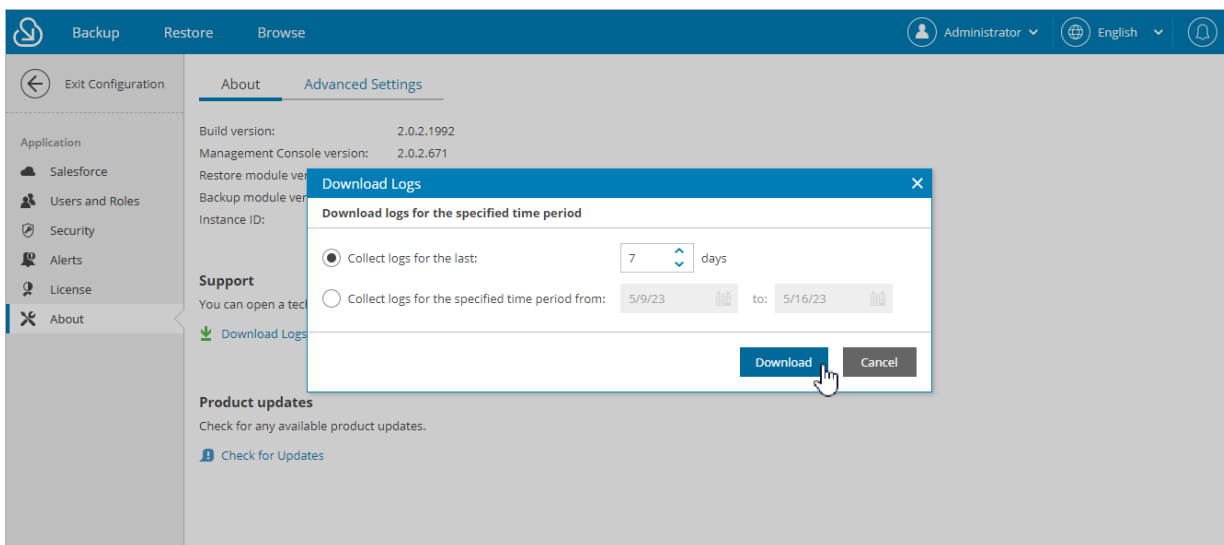 Backup Restore Browse Administrator English
Exit Configuration
About Advanced Settings
Application
Salesforce
Users and Roles
Security
Alerts
License
About
Build version: 2.0.2.1992
Management Console version: 2.0.2.671
Restore module
Backup module
Instance ID:
Support
You can open a
Download Logs
Product updates
Check for any available product updates.
Check for Updates
Download Logs
Download logs for the specified time period
Collect logs for the last: 7 days
Collect logs for the specified time period from: 5/9/23 to: 5/16/23
Download Cancel